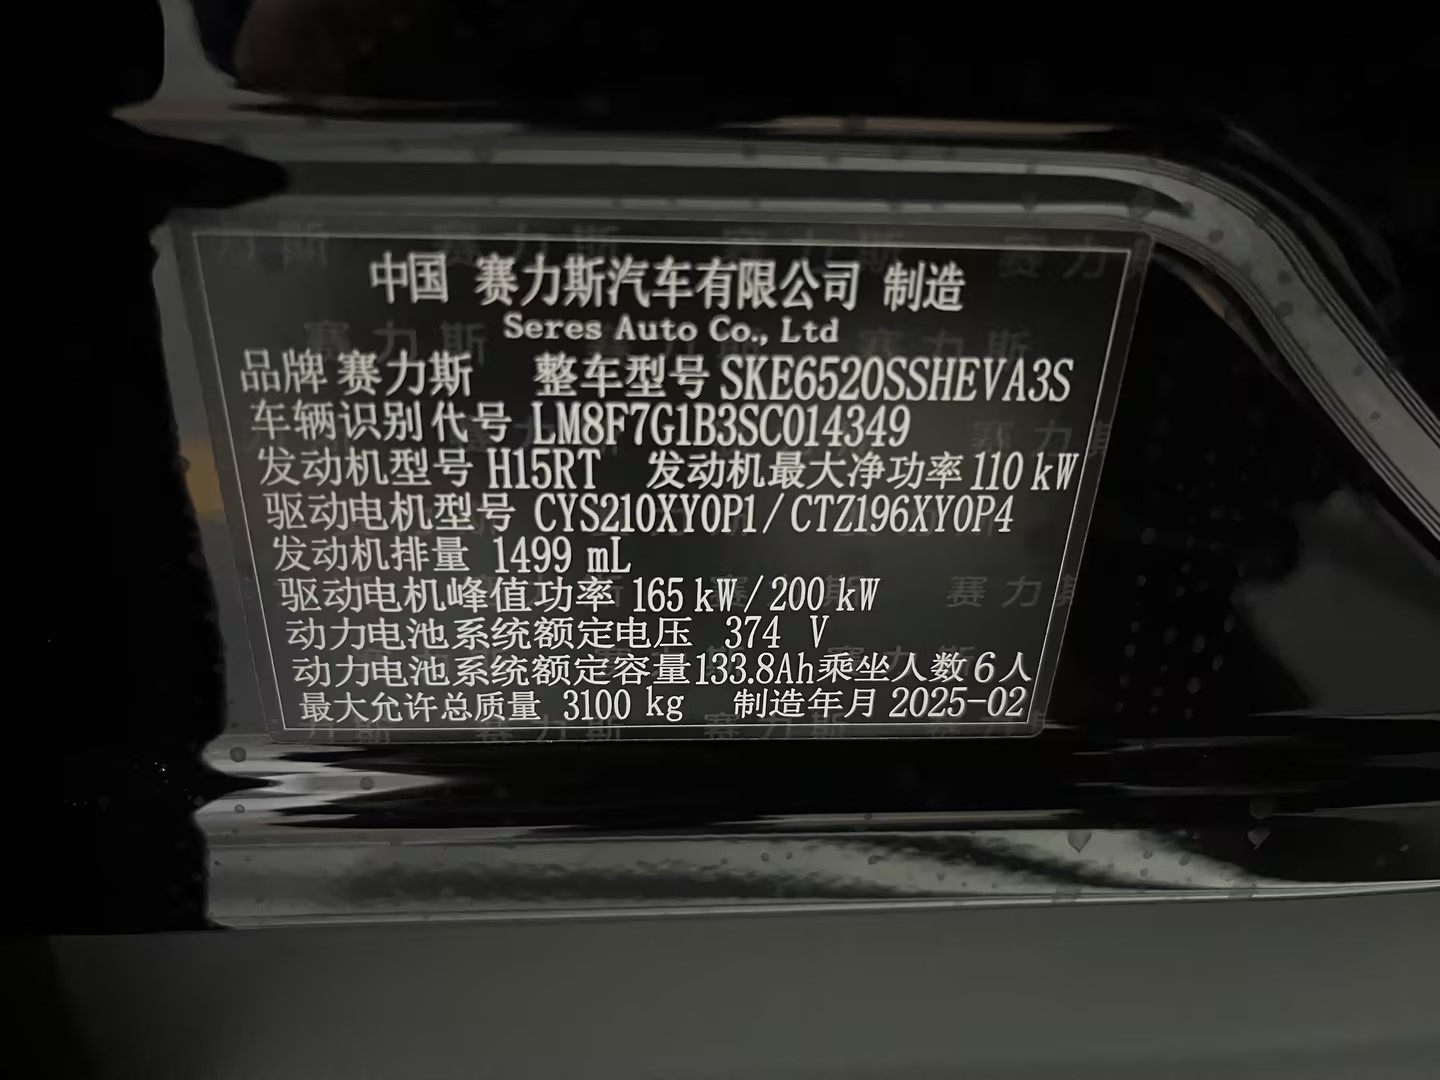 中国 赛力斯汽车有限公司 制造
Seres Auto Co., Ltd
品牌 赛力斯 整车型号 SKE6520SSHEVA3S
车辆识别代号 LM8F7G1B3SC014349
发动机型号 H15RT 发动机最大净功率 110 kW
驱动电机型号 CYS210XY0P1/CTZ196XY0P4
发动机排量 1499 mL
驱动电机峰值功率 165 kW/200 kW
动力电池系统额定电压 374 V
动力电池系统额定容量 133.8Ah 乘坐人数 6 人
最大允许总质量 3100 kg 制造年月 2025-02